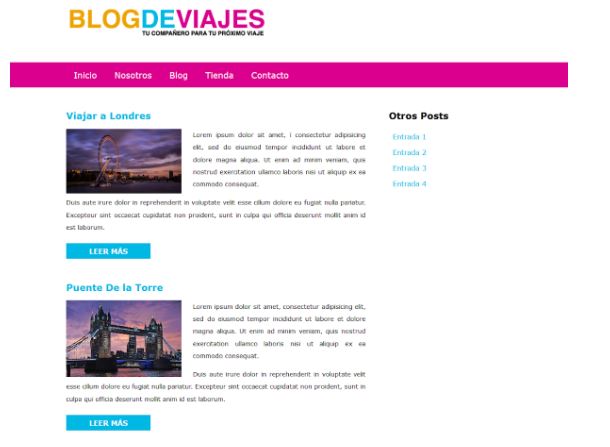 BLOGDEVIAJES
TU COMPAÑERO PARA TU PRÓXIMO VIAJE
Inicio Nosotros Blog Tienda Contacto
Viajar a Londres
Lorem ipsum dolor sit amet, i consectetur adipisicing
elit, sed do eiusmod tempor incididunt ut labore et
dolore magna aliqua. Ut enim ad minim veniam, quis
nostrud exercitation ullamco laboris nisi ut aliquip ex ea
commodo consequat.
Duis aute irure dolor in reprehenderit in voluptate velit esse cillum dolore eu fugiat nulla pariatur.
Excepteur sint occaecat cupidatat non proident, sunt in culpa qui officia deserunt mollit anim id
est laborum.
LEER MÁS
Puente De la Torre
Lorem ipsum dolor sit amet, consectetur adipisicing elit,
sed do eiusmod tempor incididunt ut labore et dolore
magna aliqua. Ut enim ad minim veniam, quis nostrud
exercitation ullamco laboris nisi ut aliquip ex ea
commodo consequat.
Duis aute irure dolor in reprehenderit in voluptate velit
esse cillum dolore eu fugiat nulla pariatur. Excepteur sint occaecat cupidatat non proident, sunt in
culpa qui officia deserunt mollit anim id est laborum.
LEER MÁS
Otros Posts
Entrada 1
Entrada 2
Entrada 3
Entrada 4